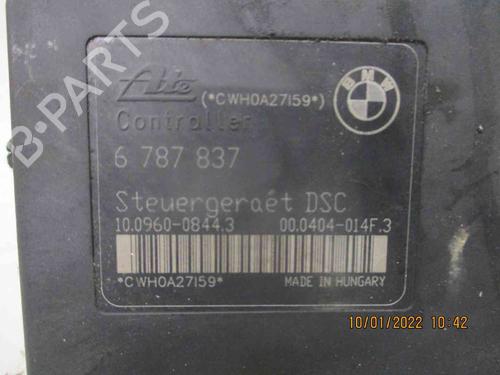 B-PARTS
Ate (*CWH0A27I59*)
BMW
Controller
6 787 837
Steuergeraét DSC
10.0960-0844.3 00.0404-014F.3
*CWH0A27I59* MADE IN HUNGARY
10/01/2022 10:42